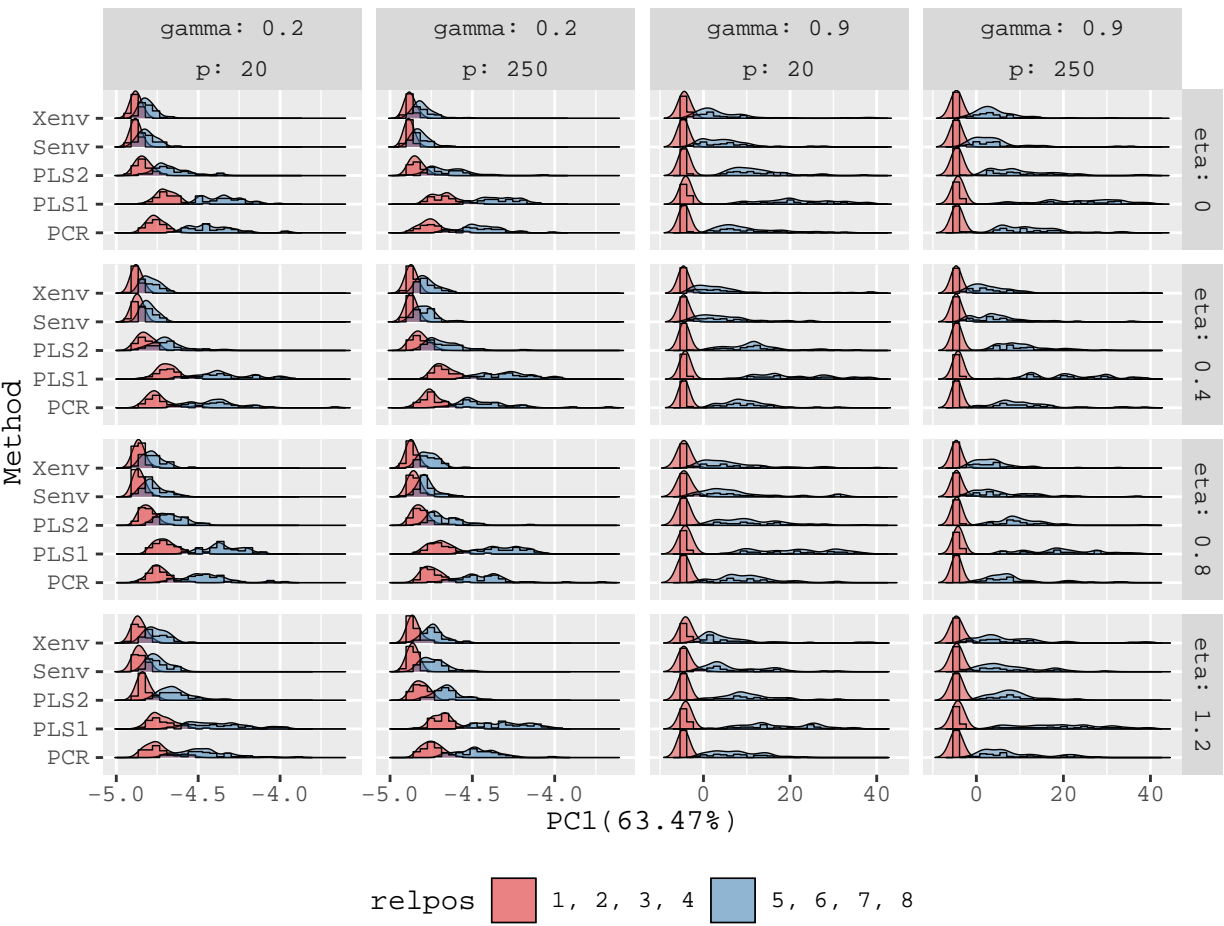 gamma: 0.2 gamma: 0.2 gamma: 0.9 gamma: 0.9
p: 20 p: 250 p: 20 p: 250
Xenv
Senv
PLS2
PLS1
PCR
eta: 0
Xenv
Senv
PLS2
PLS1
PCR
eta: 0.4
Xenv
Senv
PLS2
PLS1
PCR
eta: 0.8
Xenv
Senv
PLS2
PLS1
PCR
eta: 1.2
Method
−5.0 −4.5 −4.0 −5.0 −4.5 −4.0 0 20 40 0 20 40
PC1(63.47%)
relpos 1, 2, 3, 4 5, 6, 7, 8